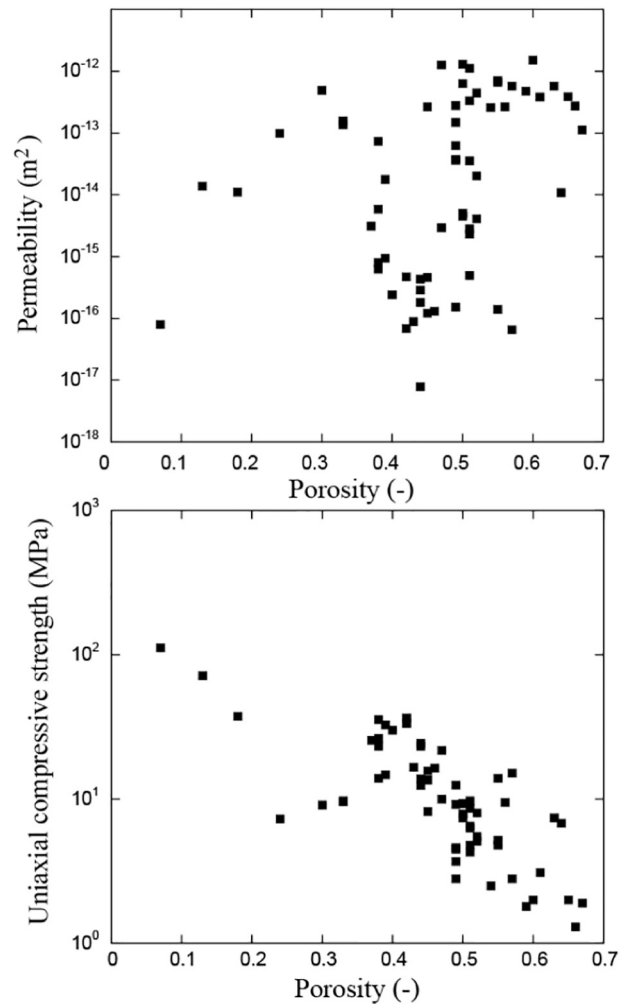 Permeability (m²)
10⁻¹²
10⁻¹³
10⁻¹⁴
10⁻¹⁵
10⁻¹⁶
10⁻¹⁷
10⁻¹⁸
0 0.1 0.2 0.3 0.4 0.5 0.6 0.7
Porosity (-)
Uniaxial compressive strength (MPa)
10³
10²
10¹
10⁰
0 0.1 0.2 0.3 0.4 0.5 0.6 0.7
Porosity (-)